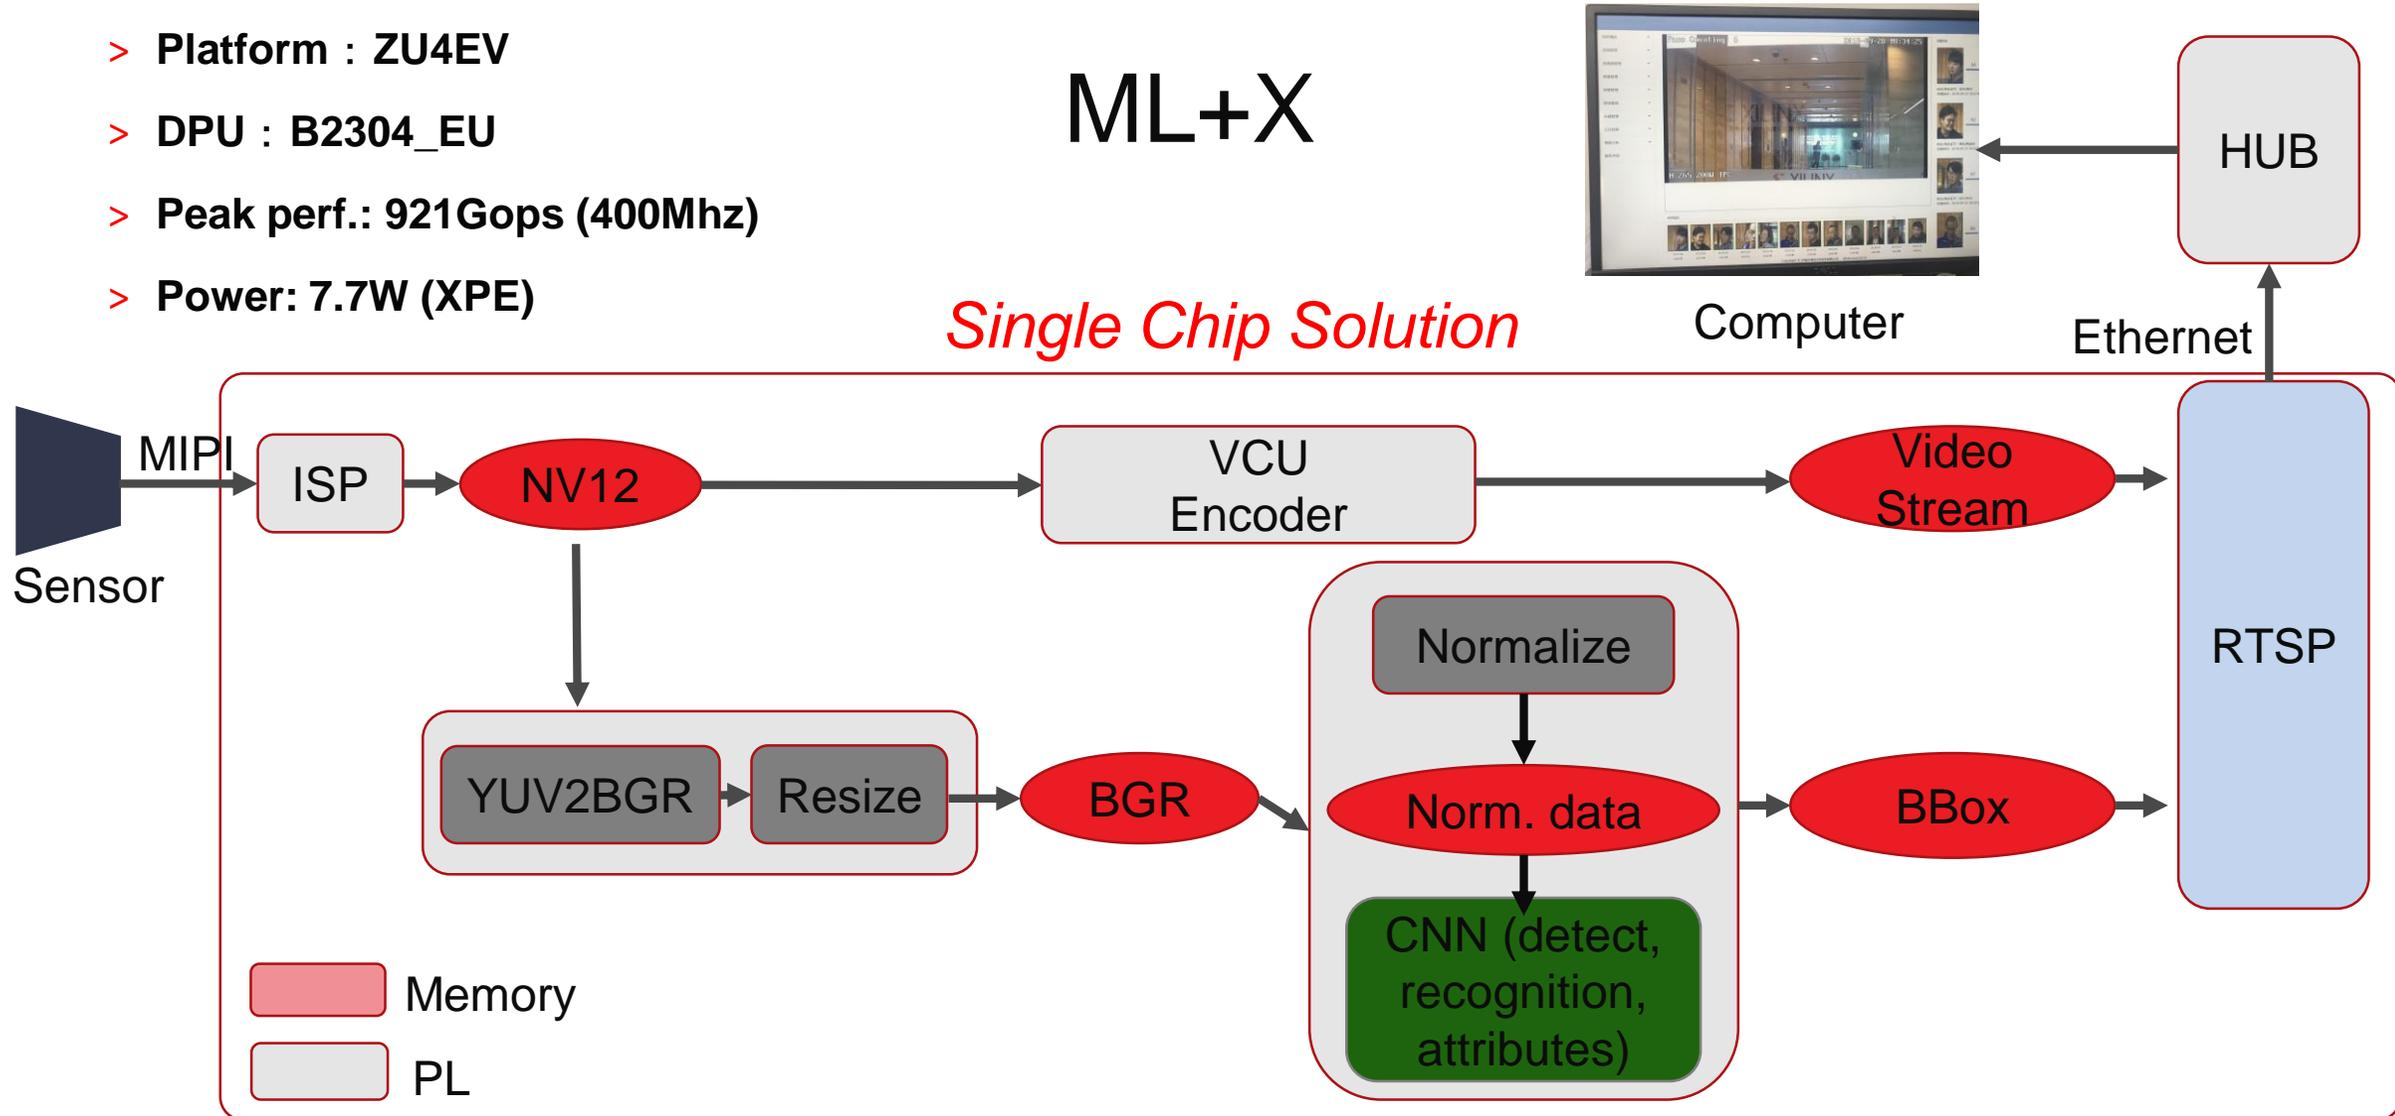 > Platform : ZU4EV
> DPU : B2304_EU
> Peak perf.: 921Gops (400Mhz)
> Power: 7.7W (XPE)
ML+X
Single Chip Solution
XILINX
Computer
HUB
Ethernet
MIPI
Sensor
ISP
NV12
VCU
Encoder
Video
Stream
RTSP
YUV2BGR
Resize
BGR
Normalize
Norm. data
CNN (detect,
recognition,
attributes)
BBox
Memory
PL